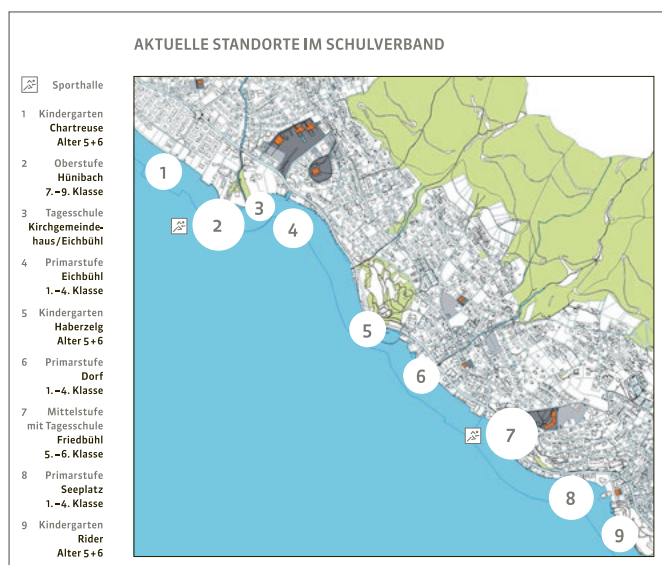 AKTUELLE STANDORTE IM SCHULVERBAND
Sporthalle
1 Kindergarten
Chartreuse
Alter 5+6
2 Oberstufe
Hünibach
7.–9. Klasse
3 Tagesschule
Kirchgemeinde-
haus/Eichbühl
4 Primarstufe
Eichbühl
1.–4. Klasse
5 Kindergarten
Haberzelg
Alter 5+6
6 Primarstufe
Dorf
1.–4. Klasse
7 Mittelstufe
mit Tagesschule
Friedbühl
5.–6. Klasse
8 Primarstufe
Seeplatz
1.–4. Klasse
9 Kindergarten
Rider
Alter 5+6
1
2
3
4
5
6
7
8
9